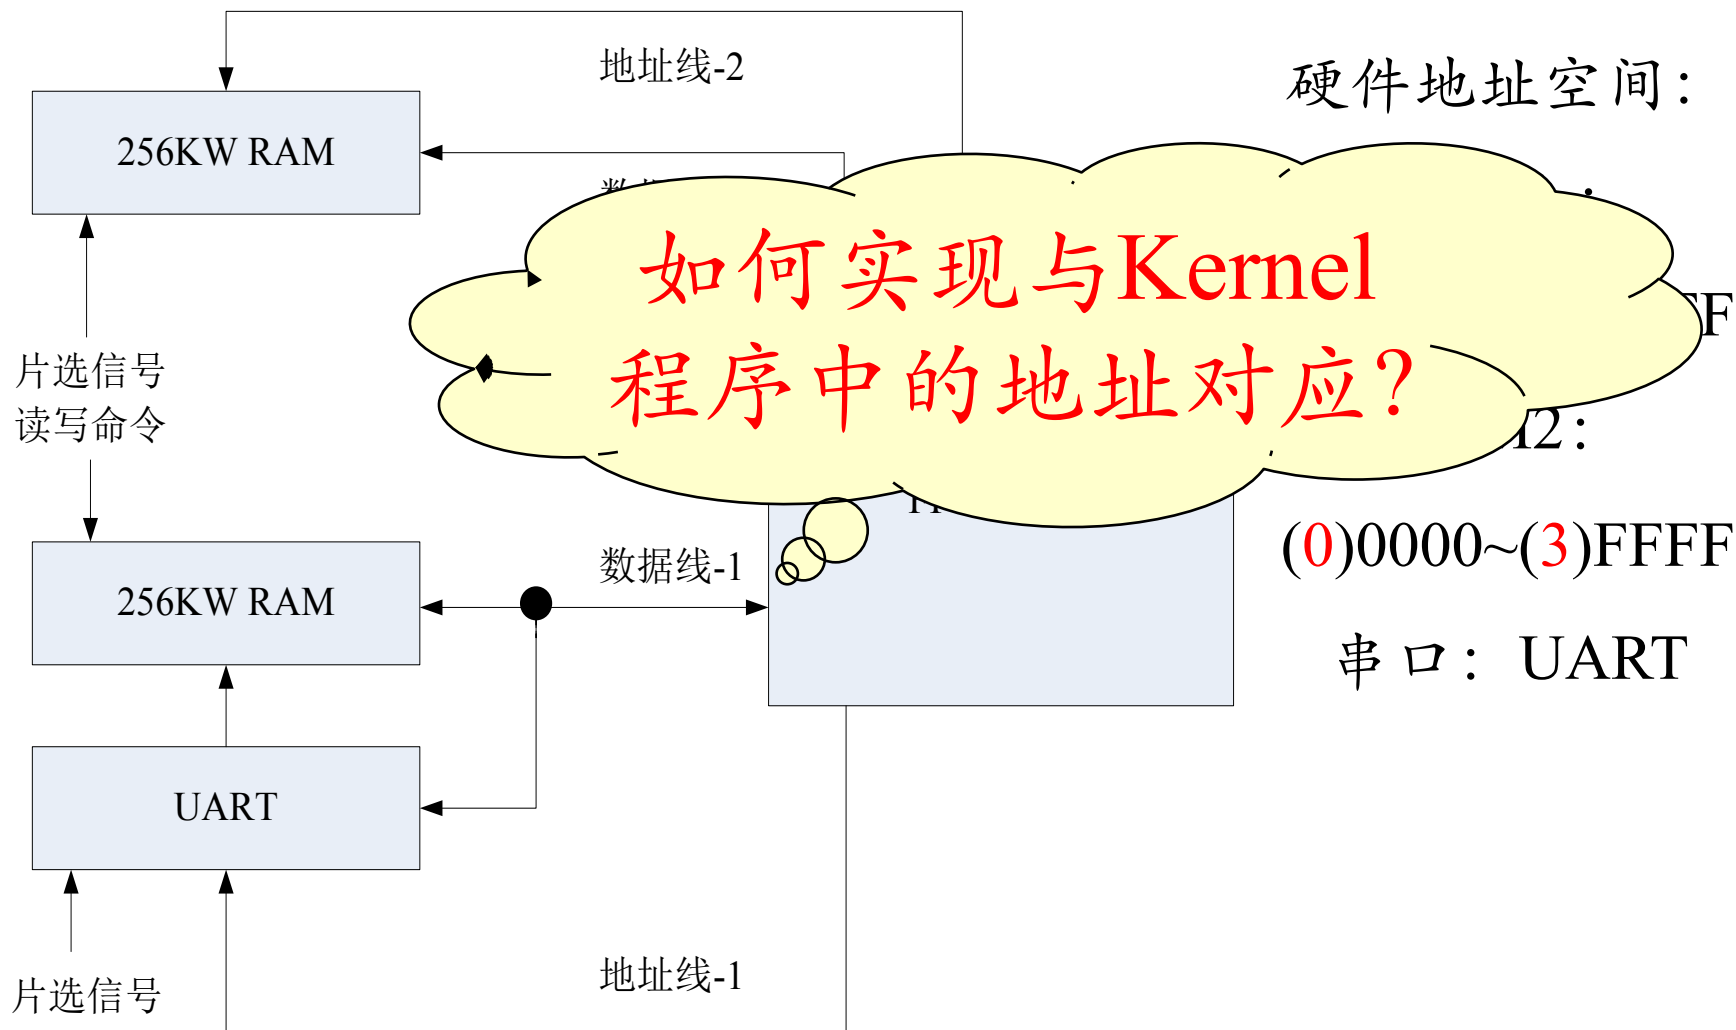 地址线-2
硬件地址空间：
256KW RAM
如何实现与Kernel
程序中的地址对应？
片选信号
读写命令
2：
(0)0000~(3)FFFF
数据线-1
256KW RAM
串口：UART
UART
地址线-1
片选信号